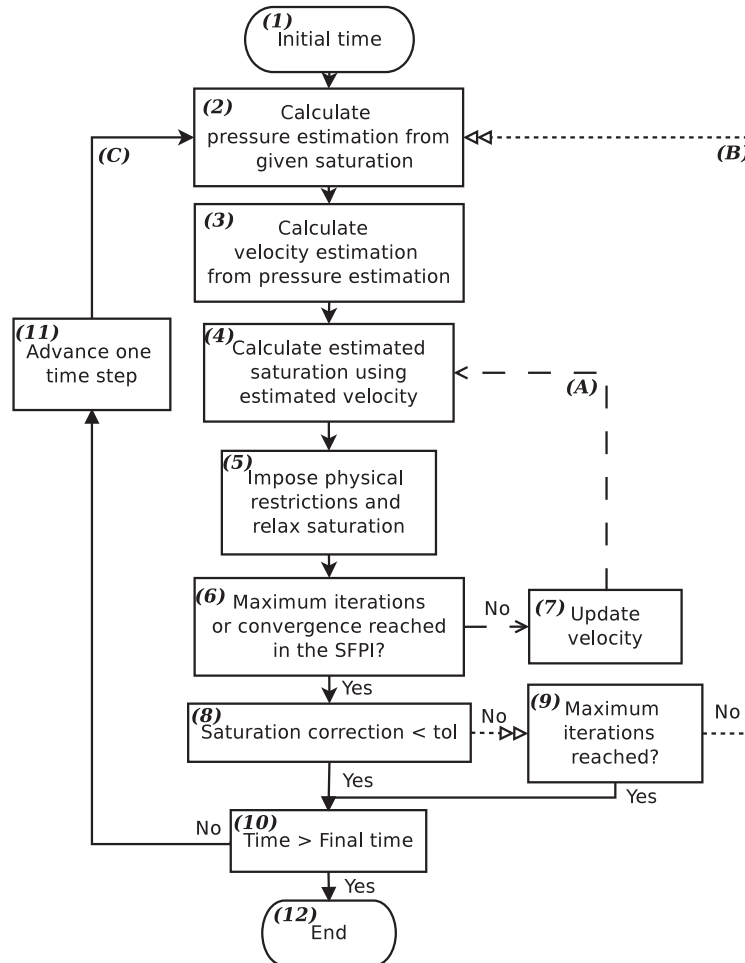 (1)
Initial time
(2)
Calculate
pressure estimation from
given saturation
(C)
(B)
(3)
Calculate
velocity estimation
from pressure estimation
(11)
Advance one
time step
(4)
Calculate estimated
saturation using
estimated velocity
(A)
(5)
Impose physical
restrictions and
relax saturation
(6)
Maximum iterations
or convergence reached
in the SFPI?
No
(7) Update
velocity
Yes
(8)
Saturation correction < tol
No
(9)
Maximum
iterations
reached?
No
Yes
Yes
No
(10)
Time > Final time
Yes
(12)
End